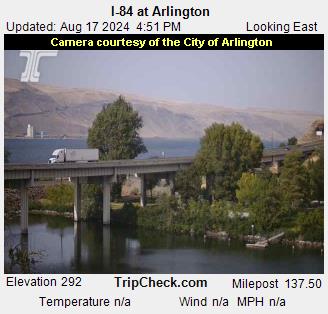 I-84 at Arlington
Updated: Aug 17 2024 4:51 PM Looking East
Camera courtesy of the City of Arlington
Elevation 292 TripCheck.com Milepost 137.50
Temperature n/a Wind n/a MPH n/a